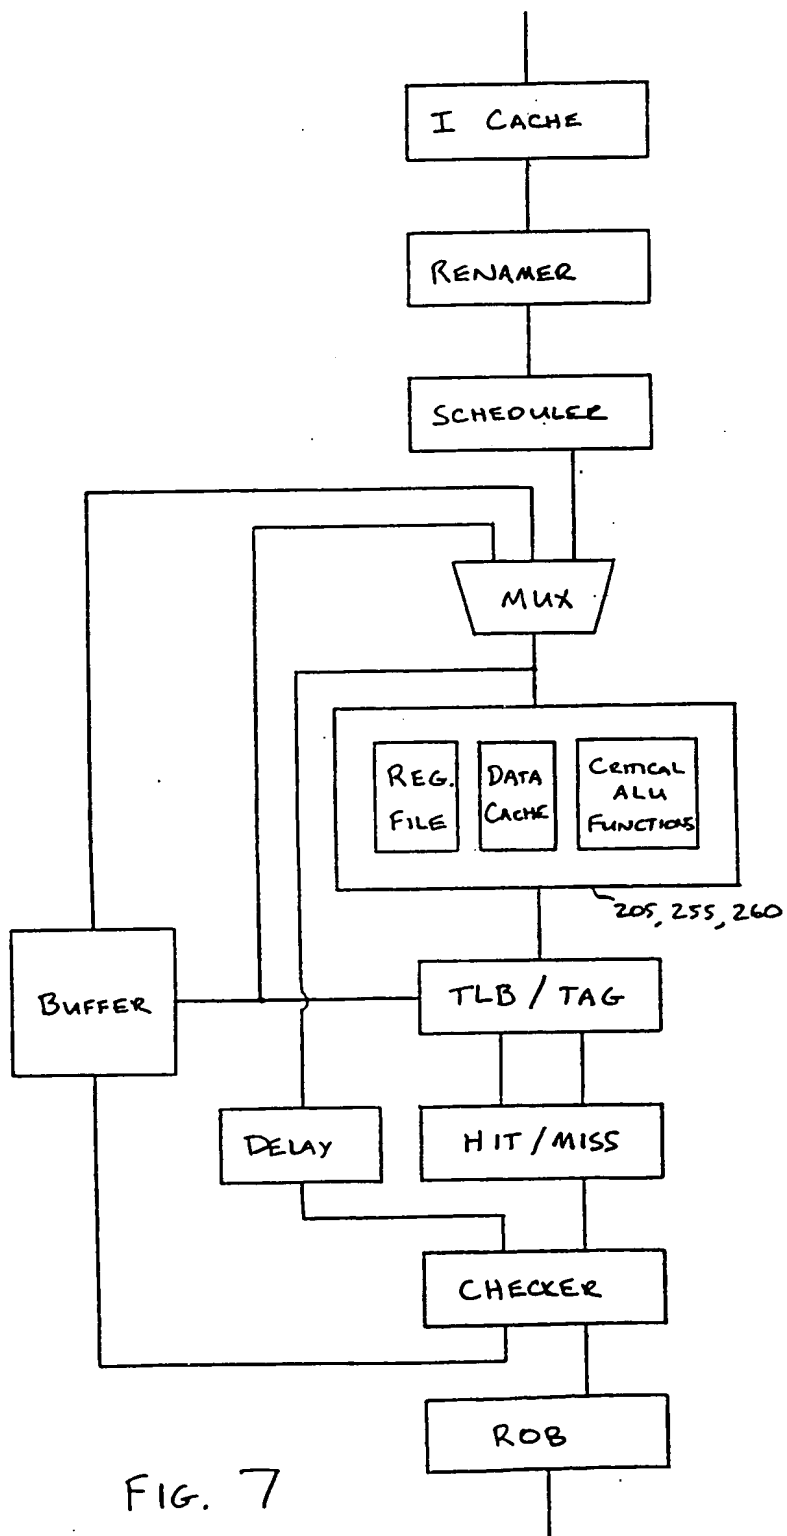 I CACHE
RENAMER
SCHEDULER
MUX
REG.
FILE
DATA
CACHE
CRITICAL
ALU
FUNCTIONS
205, 255, 260
BUFFER
TLB / TAG
DELAY
HIT / MISS
CHECKER
ROB
FIG. 7